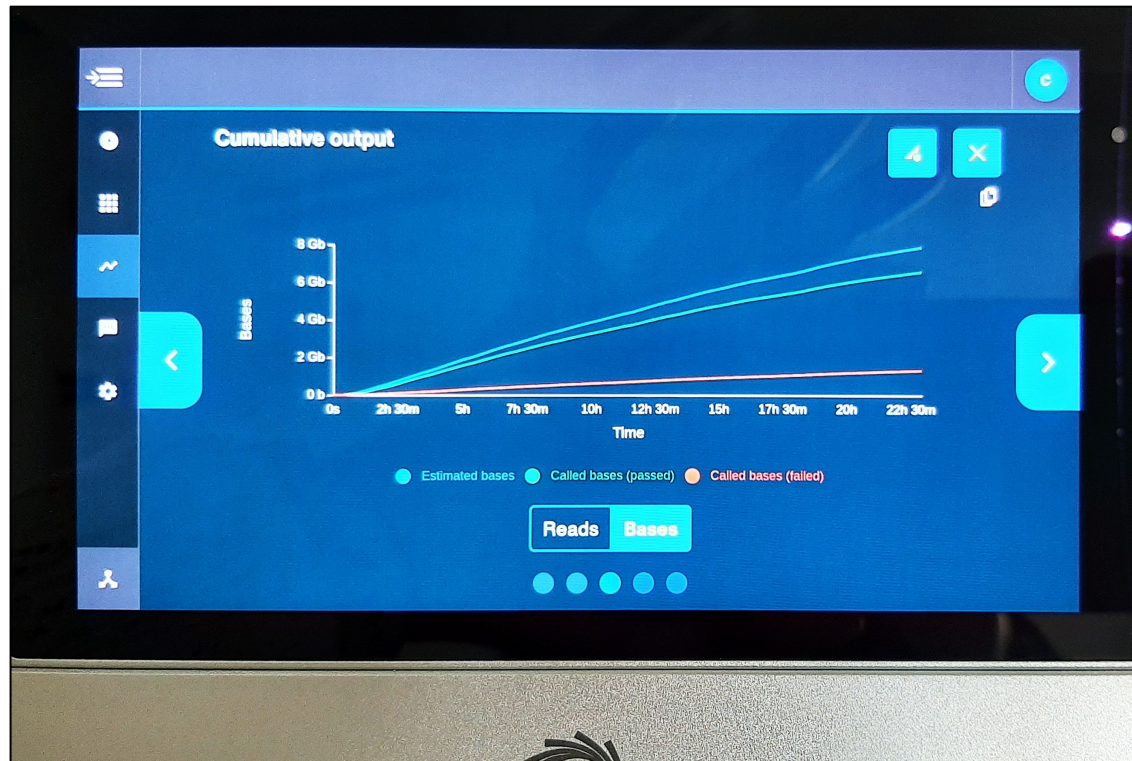 C
Cumulative output
8 Gb
6 Gb
4 Gb
2 Gb
0 b
Bases
0s 2h 30m 5h 7h 30m 10h 12h 30m 15h 17h 30m 20h 22h 30m
Time
Estimated bases Called bases (passed) Called bases (failed)
Reads Bases